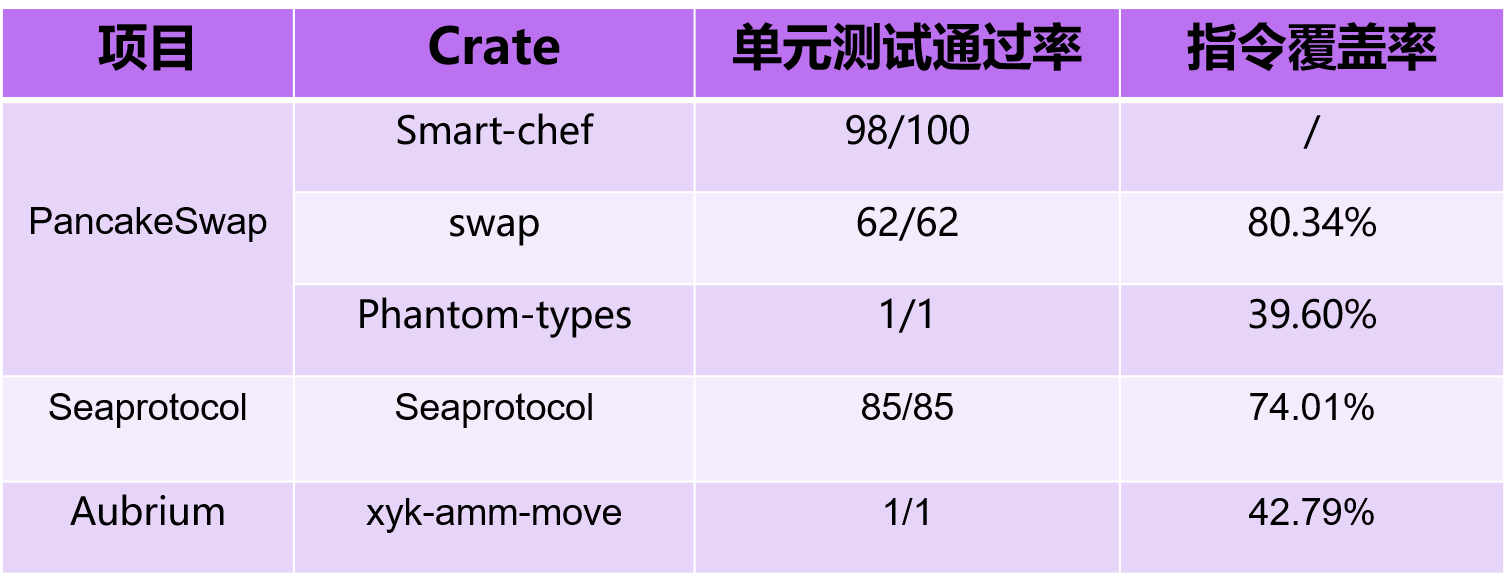 项目 Crate 单元测试通过率 指令覆盖率
PancakeSwap Smart-chef 98/100 /
swap 62/62 80.34%
Phantom-types 1/1 39.60%
Seaprotocol Seaprotocol 85/85 74.01%
Aubrium xyk-amm-move 1/1 42.79%